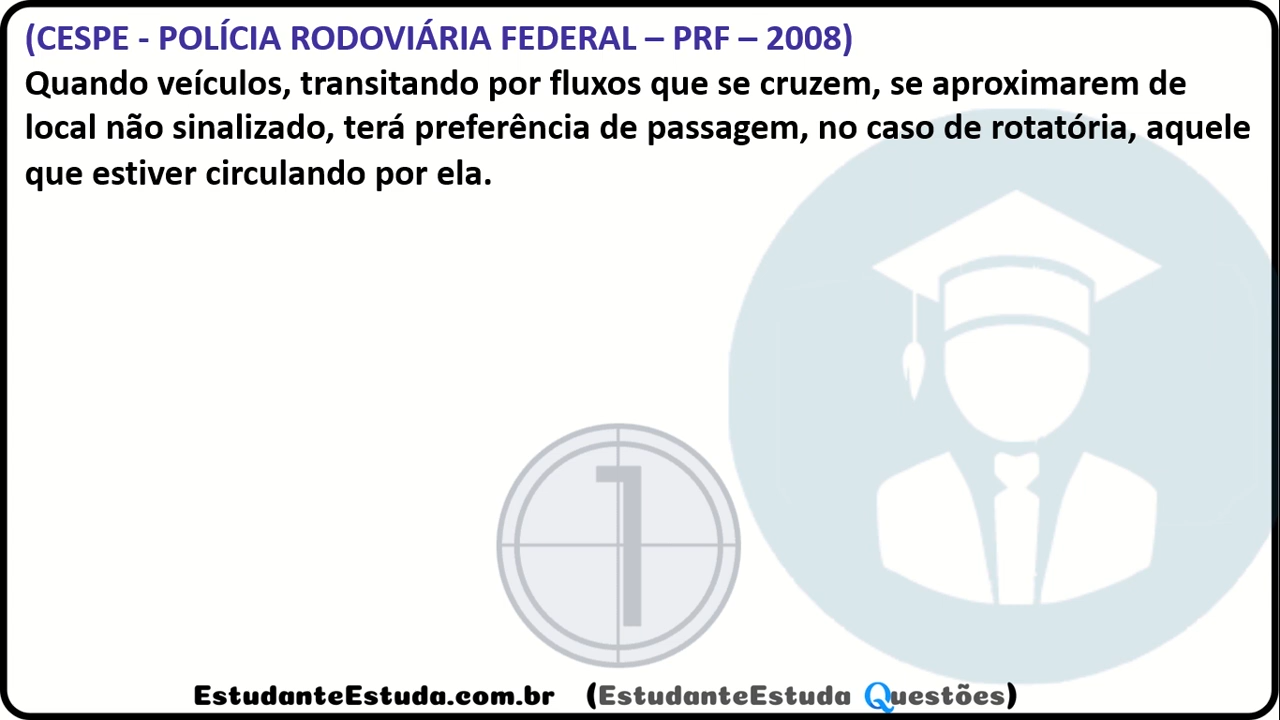 (CESPE - POLÍCIA RODOVIÁRIA FEDERAL – PRF – 2008)
Quando veículos, transitando por fluxos que se cruzem, se aproximarem de
local não sinalizado, terá preferência de passagem, no caso de rotatória, aquele
que estiver circulando por ela.
1
EstudanteEstuda.com.br (EstudanteEstuda Questões)